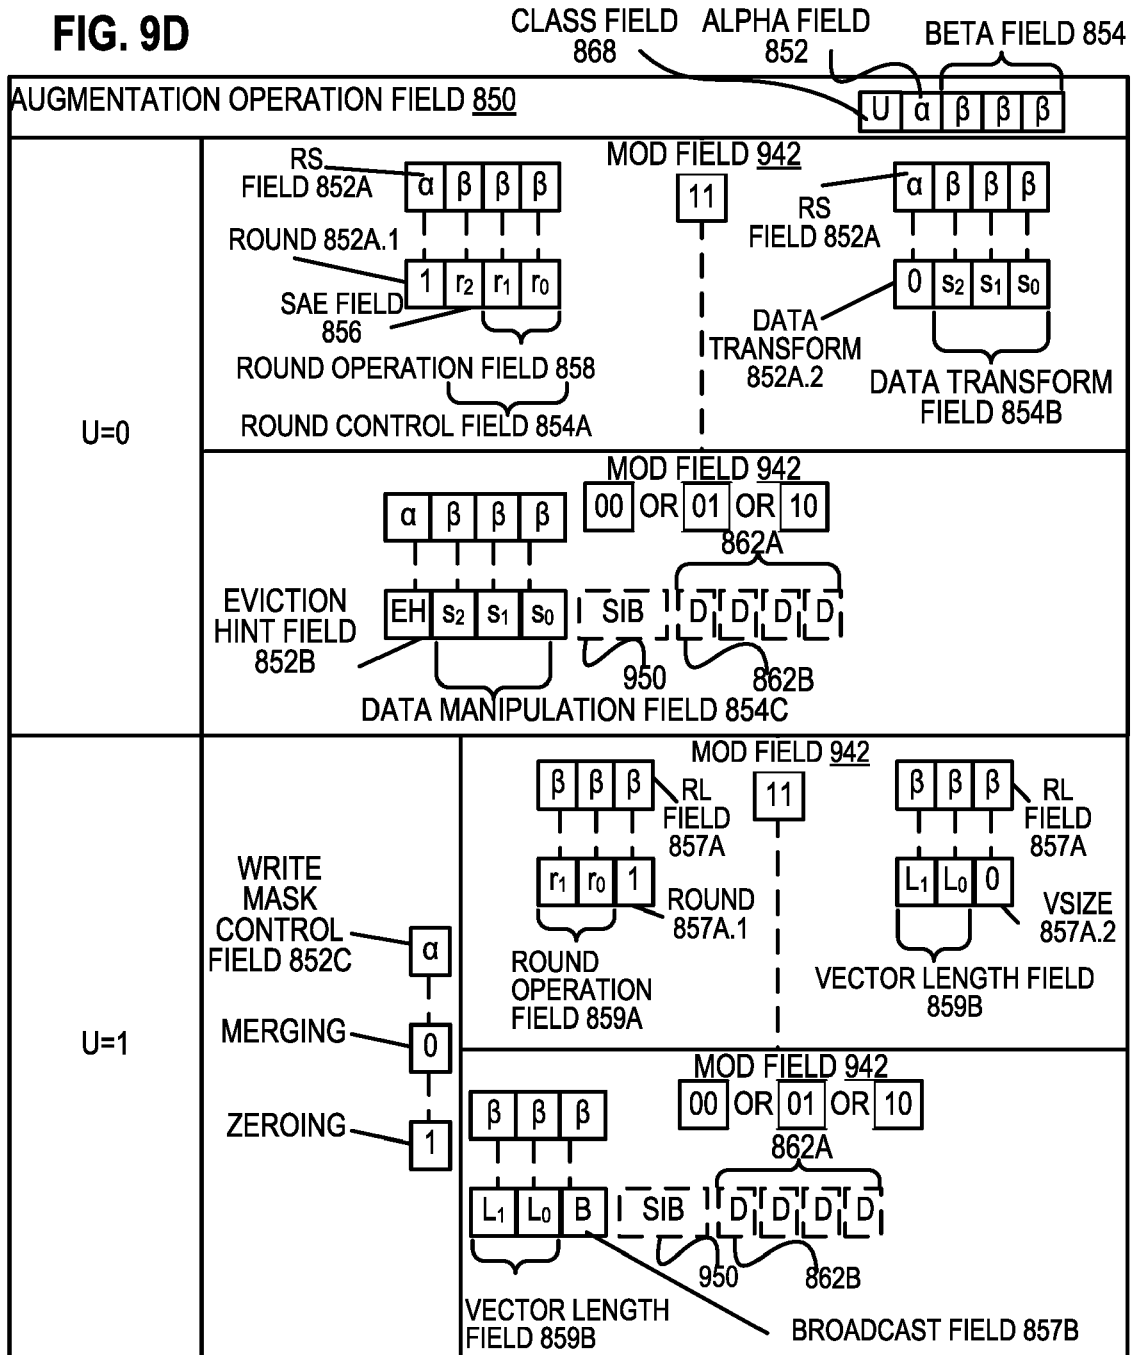 FIG. 9D
CLASS FIELD 868
ALPHA FIELD 852
BETA FIELD 854
AUGMENTATION OPERATION FIELD 850
U α β β β
U=0
MOD FIELD 942
11
RS FIELD 852A
α β β β
ROUND 852A.1
1 r2 r1 r0
SAE FIELD 856
ROUND OPERATION FIELD 858
ROUND CONTROL FIELD 854A
α β β β
RS FIELD 852A
0 s2 s1 s0
DATA TRANSFORM 852A.2
DATA TRANSFORM FIELD 854B
MOD FIELD 942
00 OR 01 OR 10
α β β β
862A
EVICTION HINT FIELD 852B
EH s2 s1 s0 SIB D D D D
950
862B
DATA MANIPULATION FIELD 854C
U=1
WRITE MASK CONTROL FIELD 852C
α
MERGING
0
ZEROING
1
MOD FIELD 942
11
β β β
RL FIELD 857A
r1 r0 1
ROUND 857A.1
ROUND OPERATION FIELD 859A
β β β
RL FIELD 857A
L1 L0 0
VSIZE 857A.2
VECTOR LENGTH FIELD 859B
MOD FIELD 942
00 OR 01 OR 10
β β β
862A
L1 L0 B SIB D D D D
950
862B
VECTOR LENGTH FIELD 859B
BROADCAST FIELD 857B